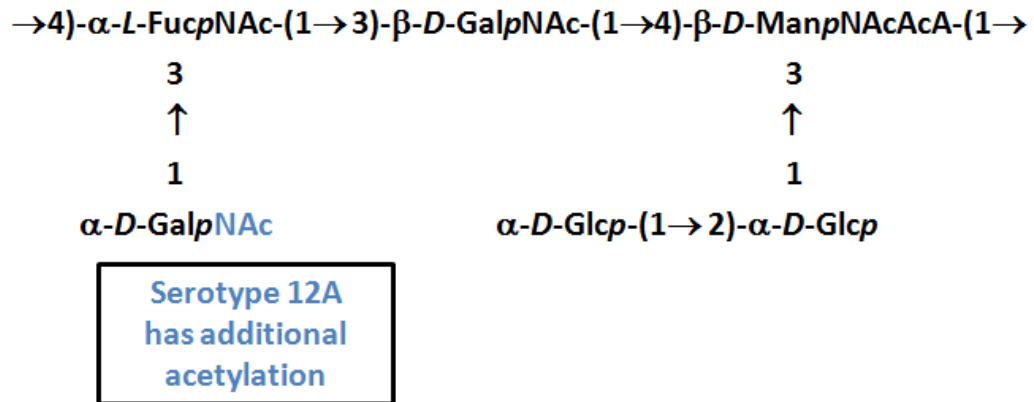 →4)-α-L-FucpNAc-(1→3)-β-D-GalpNAc-(1→4)-β-D-ManpNAcAcA-(1→
3 3
↑ ↑
1 1
α-D-GalpNAc α-D-Glcp-(1→2)-α-D-Glcp
Serotype 12A
has additional
acetylation